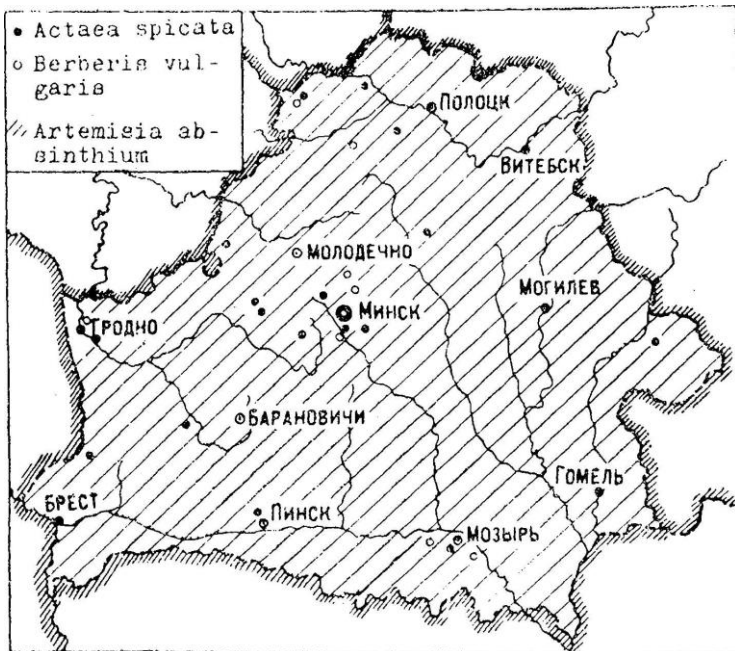 Actaea spicata
Berberis vul-
garis
Artemisia ab-
sinthium
ПОЛОЦК
ВИТЕБСК
МОЛОДЕЧНО
МОГИЛЕВ
МИНСК
ГРОДНО
БАРАНОВИЧИ
ГОМЕЛЬ
БРЕСТ
ПИНСК
МОЗЫРЬ